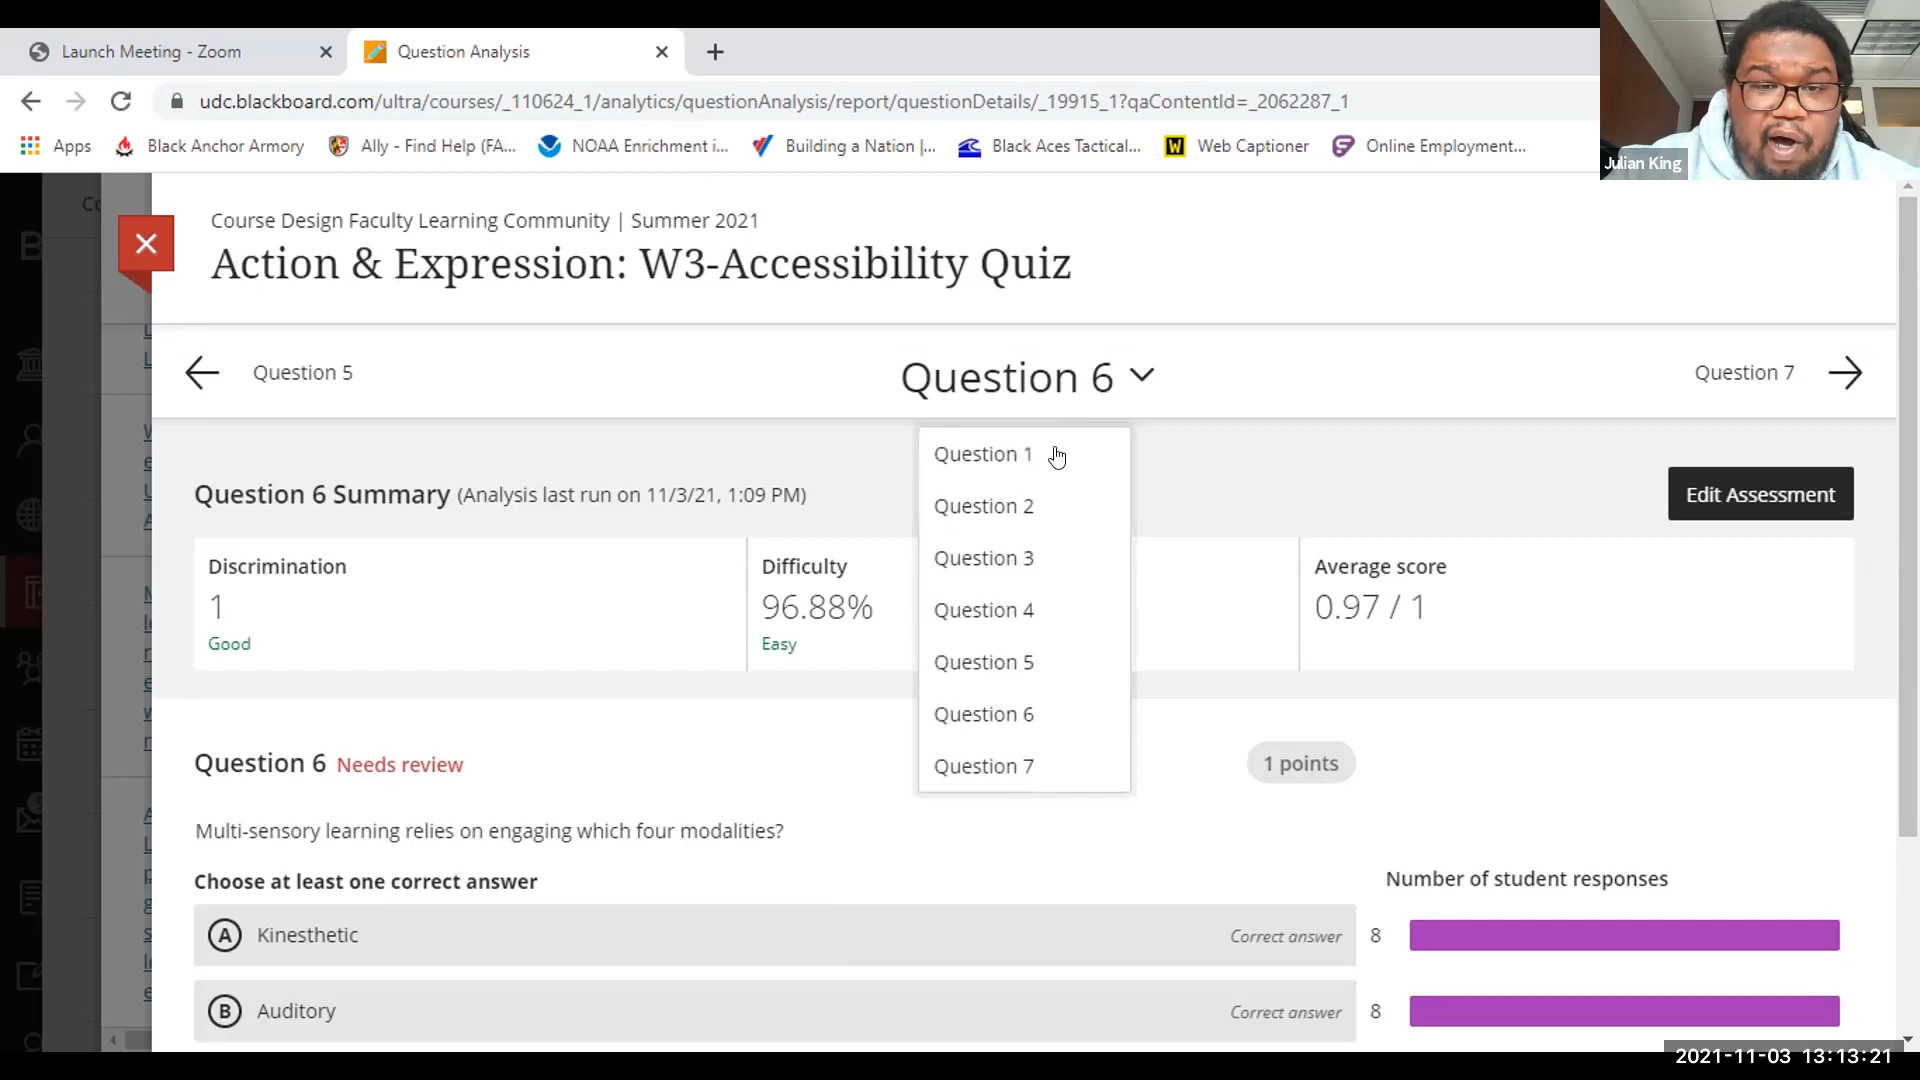 Launch Meeting - Zoom
Question Analysis
udc.blackboard.com/ultra/courses/_110624_1/analytics/questionAnalysis/report/questionDetails/_19915_1?qaContentId=_2062287_1
Apps Black Anchor Armory Ally - Find Help (FA... NOAA Enrichment i... Building a Nation |... Black Aces Tactical... W Web Captioner Online Employment...
Julian King
Course Design Faculty Learning Community | Summer 2021
Action & Expression: W3-Accessibility Quiz
Question 5
Question 6
Question 7
Question 1
Question 2
Question 3
Question 4
Question 5
Question 6
Question 7
Question 6 Summary (Analysis last run on 11/3/21, 1:09 PM)
Edit Assessment
Discrimination
1
Good
Difficulty
96.88%
Easy
Average score
0.97 / 1
Question 6 Needs review
1 points
Multi-sensory learning relies on engaging which four modalities?
Choose at least one correct answer
Number of student responses
A Kinesthetic Correct answer 8
B Auditory Correct answer 8
2021-11-03 13:13:21